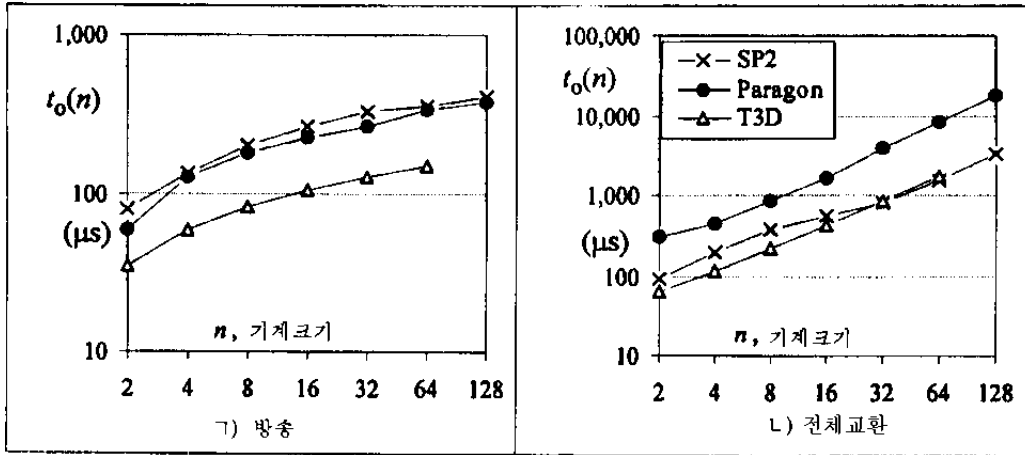 1,000
t₀(n)
100
(μs)
10
n, 기계크기
2 4 8 16 32 64 128
ㄱ) 방송
100,000
t₀(n)
10,000
1,000
(μs)
100
10
SP2
Paragon
T3D
n, 기계크기
2 4 8 16 32 64 128
ㄴ) 전체교환